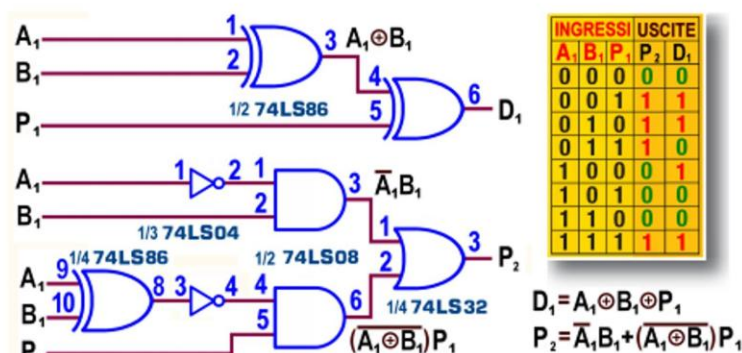 A₁
1
2
3
A₁⊕B₁
B₁
4
5
6
D₁
1/2 74LS86
P₁
A₁
1
2
1
2
3
A̅₁B₁
B₁
1/3 74LS04
1
2
3
P₂
1/4 74LS86
1/2 74LS08
1/4 74LS32
A₁
9
10
8
3
4
4
5
6
B₁
(A₁⊕B₁)̅P₁
INGRESSI USCITE
A₁ B₁ P₁ P₂ D₁
0 0 0 0 0
0 0 1 1 1
0 1 0 1 1
0 1 1 1 0
1 0 0 0 1
1 0 1 0 0
1 1 0 0 0
1 1 1 1 1
D₁=A₁⊕B₁⊕P₁
P₂=A̅₁B₁+(A₁⊕B₁)̅P₁